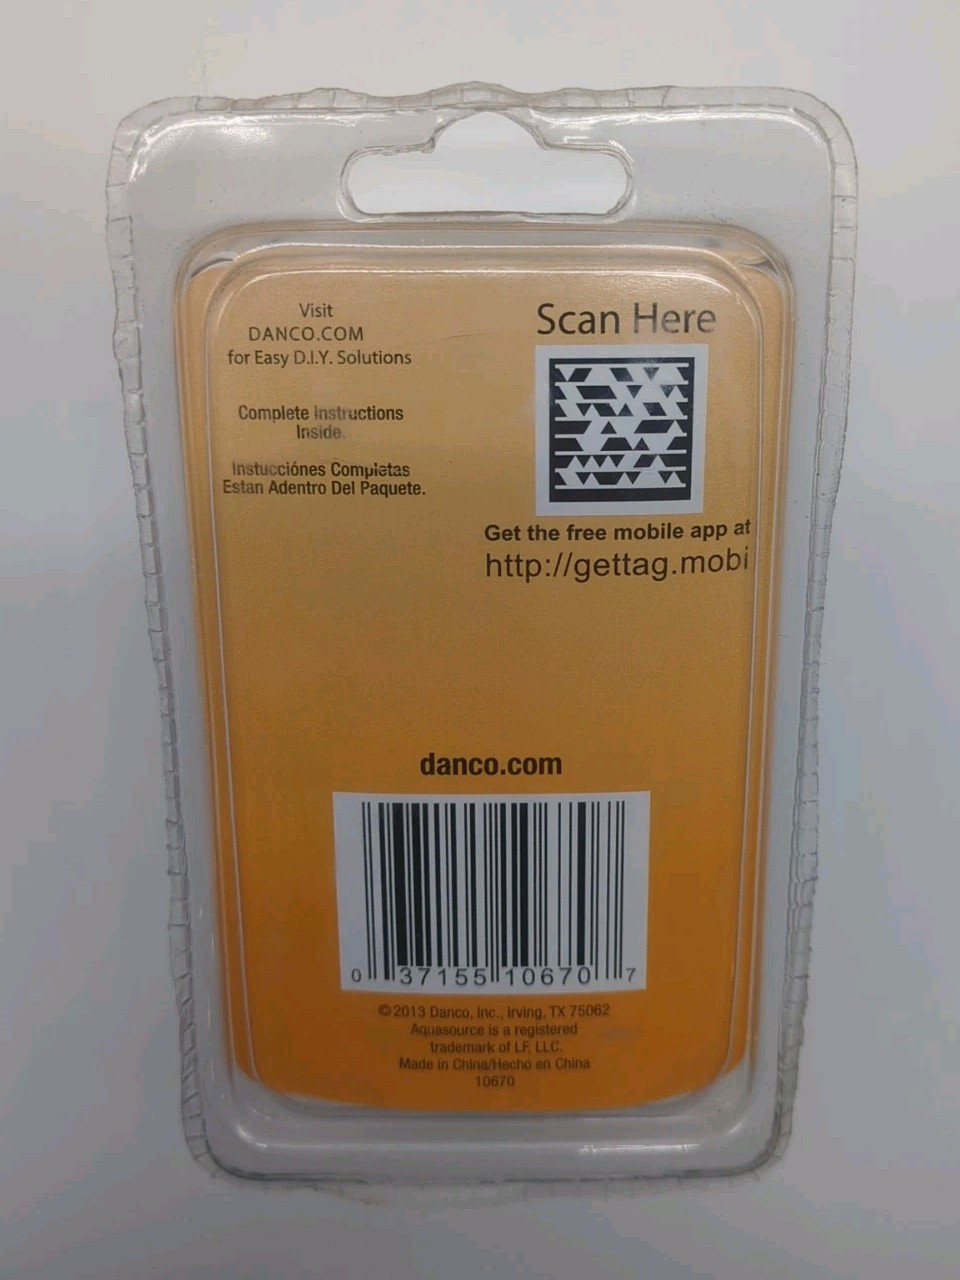 Visit
DANCO.COM
for Easy D.I.Y. Solutions
Complete Instructions
Inside.
Instucciónes Completas
Estan Adentro Del Paquete.
Scan Here
Get the free mobile app at
http://gettag.mobi
danco.com
0 37155 10670 7
©2013 Danco, Inc., Irving, TX 75062
Aquasource is a registered
trademark of LF, LLC.
Made in China/Hecho en China
10670